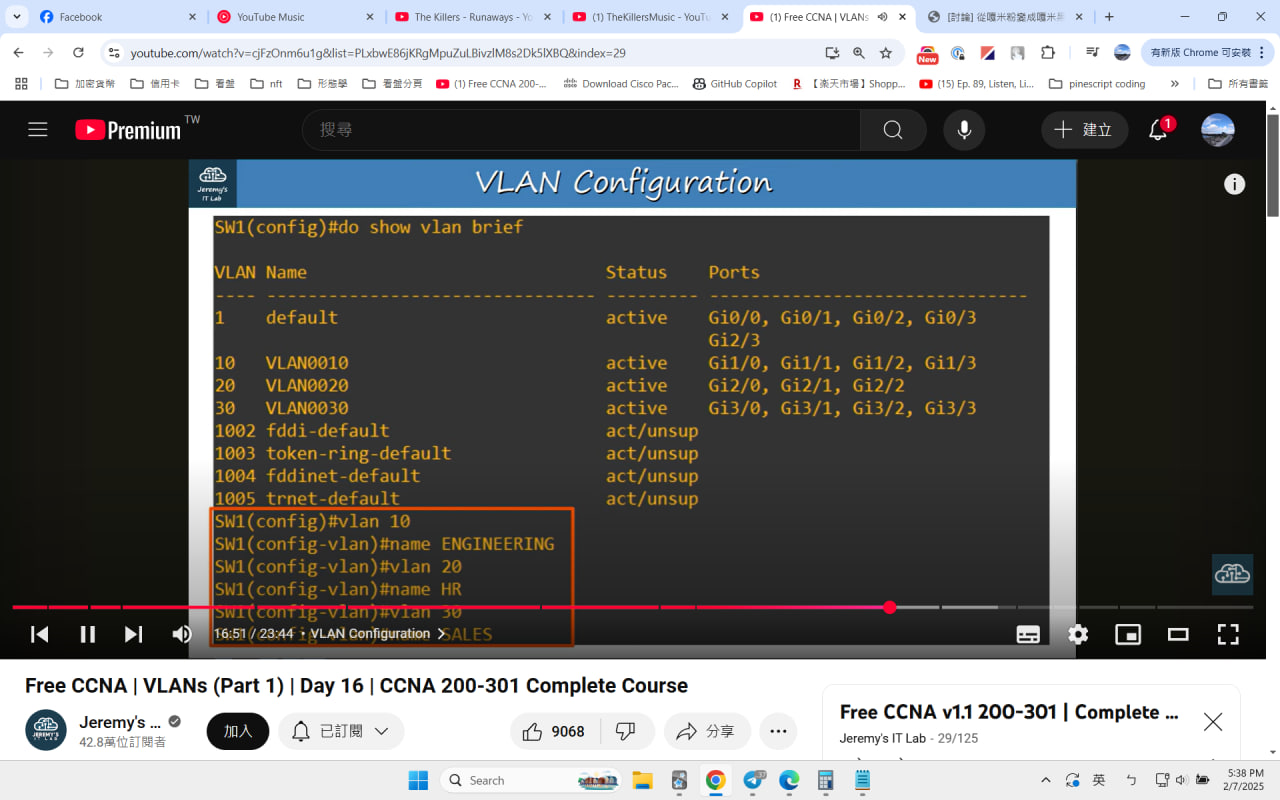 Facebook
YouTube Music
The Killers - Runaways - Yo
(1) TheKillersMusic - YouTu
(1) Free CCNA | VLANs
youtube.com/watch?v=cjFzOnm6u1g&list=PLxbwE86jKRgMpuZuLBivzlM8s2Dk5lXBQ&index=29
New
有新版 Chrome 可安裝
加密貨幣
信用卡
看盤
nft
形態學
看盤分頁
(1) Free CCNA 200-...
Download Cisco Pac...
GitHub Copilot
R
【楽天市場】Shopp...
(15) Ep. 89, Listen, Li...
pinescript coding
所有書籤
Premium TW
搜尋
建立
1
Jeremy's
IT Lab
VLAN Configuration
SW1(config)#do show vlan brief
VLAN Name Status Ports
---- -------------------------------- --------- -------------------------------
1 default active Gi0/0, Gi0/1, Gi0/2, Gi0/3
Gi2/3
10 VLAN0010 active Gi1/0, Gi1/1, Gi1/2, Gi1/3
20 VLAN0020 active Gi2/0, Gi2/1, Gi2/2
30 VLAN0030 active Gi3/0, Gi3/1, Gi3/2, Gi3/3
1002 fddi-default act/unsup
1003 token-ring-default act/unsup
1004 fddinet-default act/unsup
1005 trnet-default act/unsup
SW1(config)#vlan 10
SW1(config-vlan)#name ENGINEERING
SW1(config-vlan)#vlan 20
SW1(config-vlan)#name HR
SW1(config-vlan)#vlan 30
SALES
16:51 / 23:44 • VLAN Configuration
Free CCNA | VLANs (Part 1) | Day 16 | CCNA 200-301 Complete Course
JEREMY'S
IT LAB
Jeremy's ...
42.8萬位訂閱者
加入
已訂閱
9068
分享
Free CCNA v1.1 200-301 | Complete ...
Jeremy's IT Lab - 29/125
Search
英
ㄅ
5:38 PM
2/7/2025